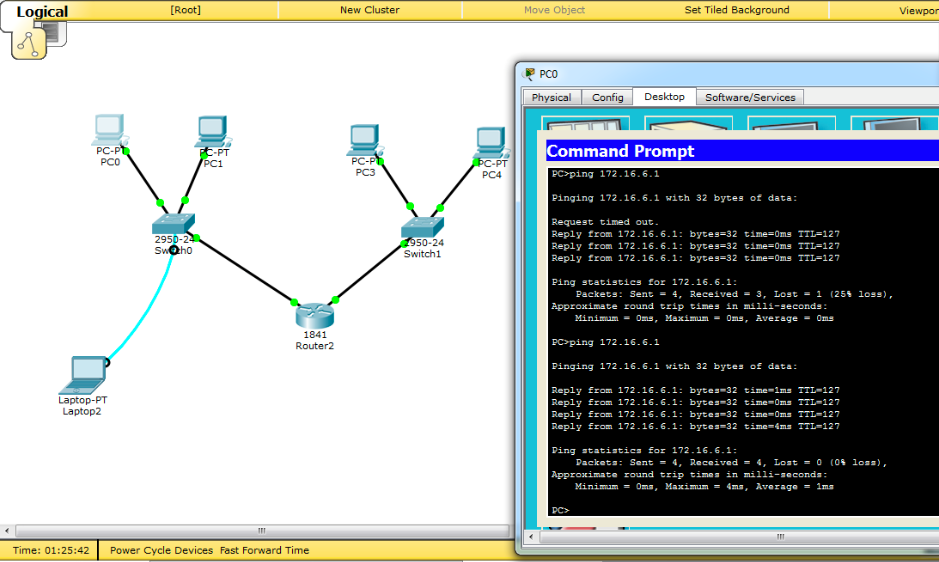 Logical
[Root]
New Cluster
Move Object
Set Tiled Background
Viewpor
PC-PT
PC0
PC-PT
PC1
PC-PT
PC3
PC-PT
PC4
2950-24
Switch0
2950-24
Switch1
1841
Router2
Laptop-PT
Laptop2
Time: 01:25:42
Power Cycle Devices Fast Forward Time
PC0
Physical
Config
Desktop
Software/Services
Command Prompt
PC>ping 172.16.6.1
Pinging 172.16.6.1 with 32 bytes of data:
Request timed out.
Reply from 172.16.6.1: bytes=32 time=0ms TTL=127
Reply from 172.16.6.1: bytes=32 time=0ms TTL=127
Reply from 172.16.6.1: bytes=32 time=0ms TTL=127
Ping statistics for 172.16.6.1:
Packets: Sent = 4, Received = 3, Lost = 1 (25% loss),
Approximate round trip times in milli-seconds:
Minimum = 0ms, Maximum = 0ms, Average = 0ms
PC>ping 172.16.6.1
Pinging 172.16.6.1 with 32 bytes of data:
Reply from 172.16.6.1: bytes=32 time=1ms TTL=127
Reply from 172.16.6.1: bytes=32 time=0ms TTL=127
Reply from 172.16.6.1: bytes=32 time=0ms TTL=127
Reply from 172.16.6.1: bytes=32 time=4ms TTL=127
Ping statistics for 172.16.6.1:
Packets: Sent = 4, Received = 4, Lost = 0 (0% loss),
Approximate round trip times in milli-seconds:
Minimum = 0ms, Maximum = 4ms, Average = 1ms
PC>